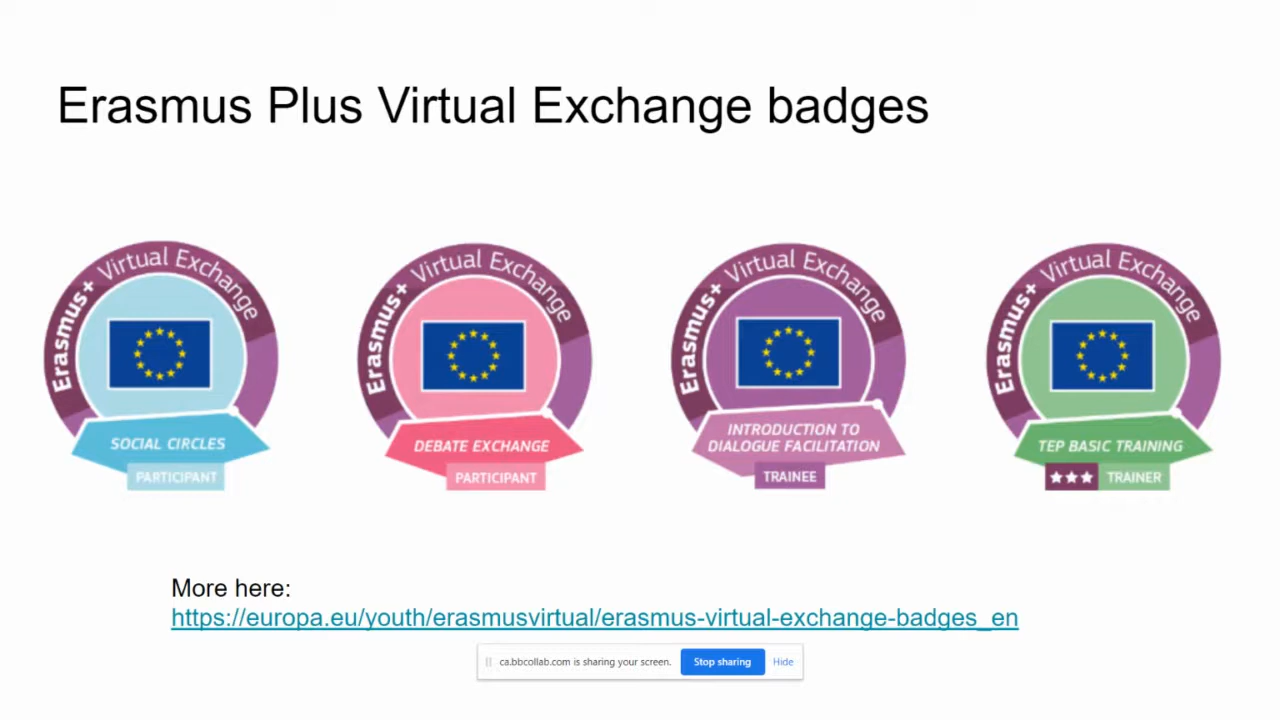 Erasmus Plus Virtual Exchange badges
Erasmus+ Virtual Exchange
SOCIAL CIRCLES
PARTICIPANT
Erasmus+ Virtual Exchange
DEBATE EXCHANGE
PARTICIPANT
Erasmus+ Virtual Exchange
INTRODUCTION TO
DIALOGUE FACILITATION
TRAINEE
Erasmus+ Virtual Exchange
TEP BASIC TRAINING
TRAINER
More here:
https://europa.eu/youth/erasmusvirtual/erasmus-virtual-exchange-badges_en
ca.bbcollab.com is sharing your screen. Stop sharing Hide